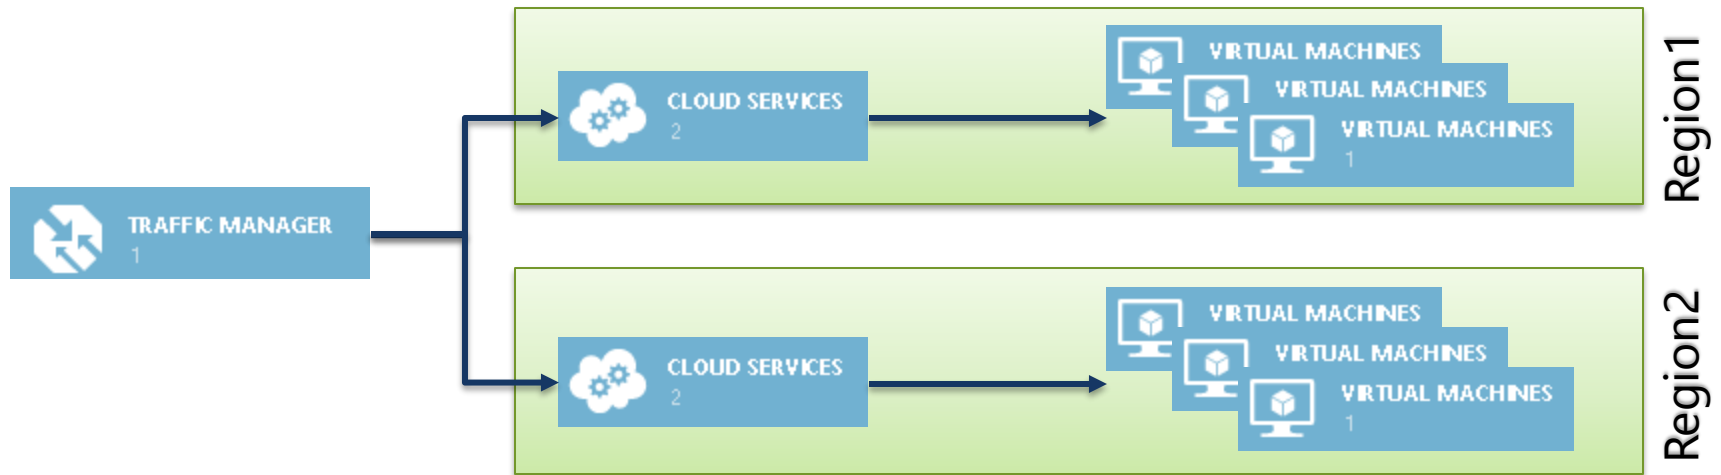 TRAFFIC MANAGER
1
CLOUD SERVICES
2
VIRTUAL MACHINES
VIRTUAL MACHINES
VIRTUAL MACHINES
1
Region1
CLOUD SERVICES
2
VIRTUAL MACHINES
VIRTUAL MACHINES
VIRTUAL MACHINES
1
Region2